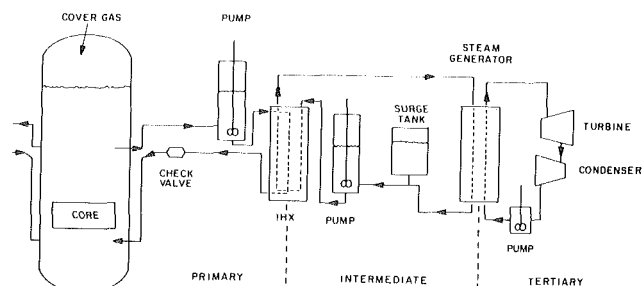 COVER GAS
PUMP
STEAM
GENERATOR
SURGE
TANK
TURBINE
CHECK
VALVE
CONDENSER
CORE
IHX
PUMP
PUMP
PRIMARY
INTERMEDIATE
TERTIARY